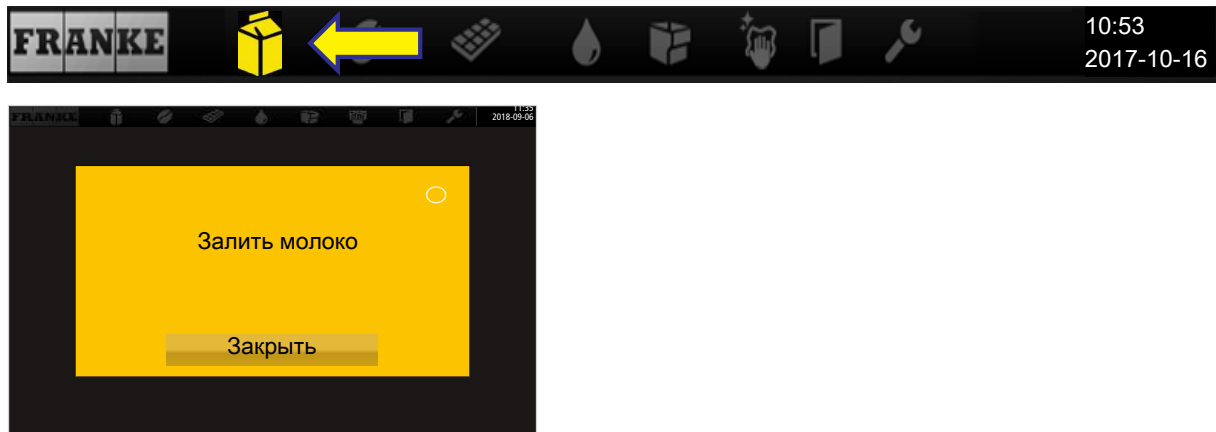 FRANKE
10:53
2017-10-16
FRANKE
11:35
2018-09-06
Залить молоко
Закрыть